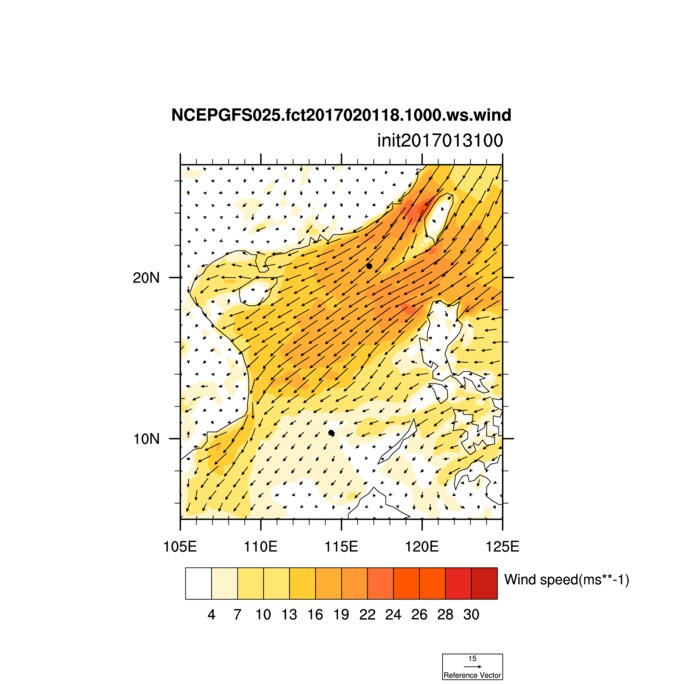 NCEPGFS025.fct2017020118.1000.ws.wind
init2017013100
20N
10N
105E 110E 115E 120E 125E
Wind speed(ms**-1)
4 7 10 13 16 19 22 24 26 28 30
15
Reference Vector